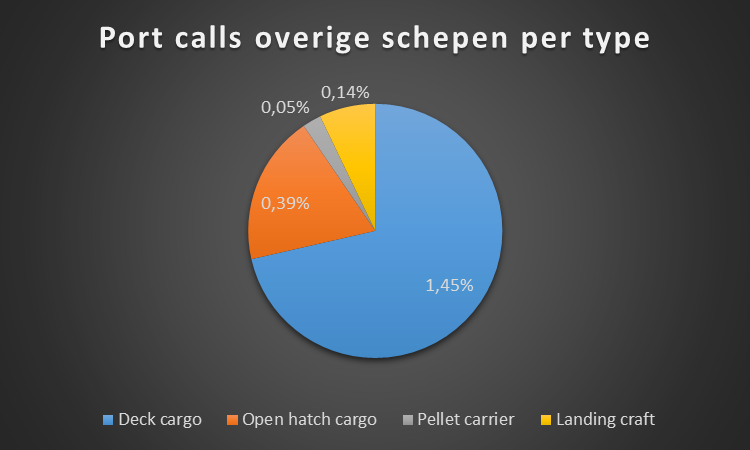 Port calls overige schepen per type
0,14%
0,05%
0,39%
1,45%
Deck cargo
Open hatch cargo
Pellet carrier
Landing craft